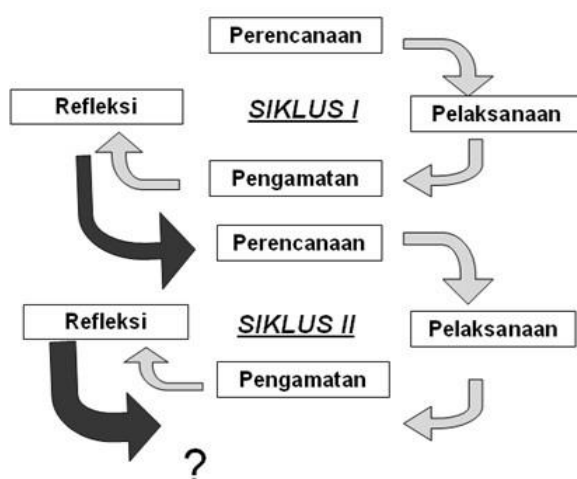 Perencanaan
Refleksi
SIKLUS I
Pelaksanaan
Pengamatan
Perencanaan
Refleksi
SIKLUS II
Pelaksanaan
Pengamatan
?